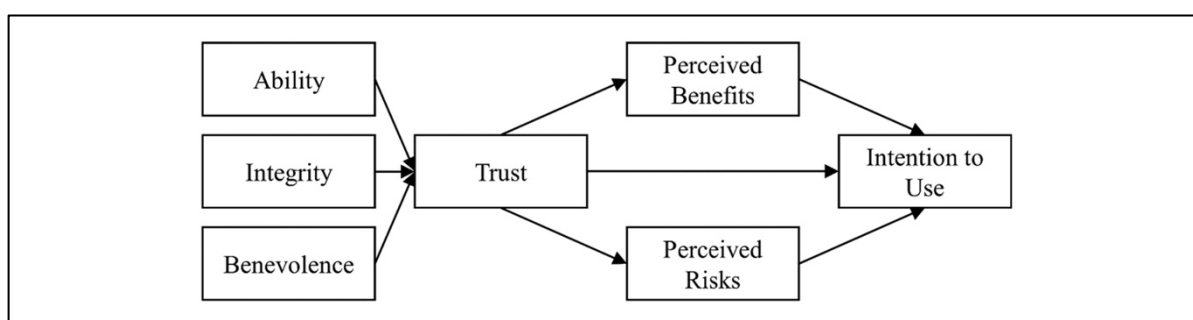 Ability
Integrity
Benevolence
Trust
Perceived
Benefits
Perceived
Risks
Intention to
Use